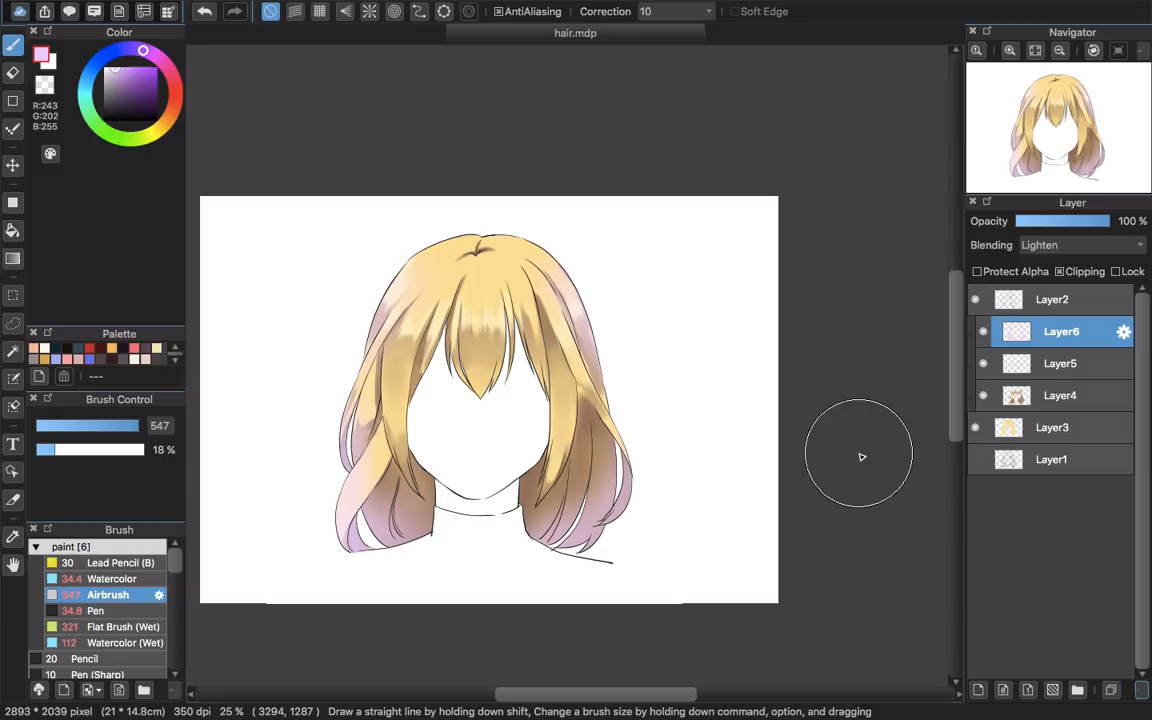 AntiAliasing Correction 10 Soft Edge
Color
hair.mdp
Navigator
R:243
G:202
B:255
Layer
Opacity 100 %
Blending Lighten
Protect Alpha Clipping Lock
Layer2
Layer6
Layer5
Layer4
Layer3
Layer1
Palette
---
Brush Control
547
18 %
Brush
paint [6]
30 Lead Pencil (B)
34.4 Watercolor
547 Airbrush
34.8 Pen
321 Flat Brush (Wet)
112 Watercolor (Wet)
20 Pencil
10 Pen (Sharp)
2893 * 2039 pixel (21 * 14.8cm) 350 dpi 25 % ( 3294, 1287 ) Draw a straight line by holding down shift, Change a brush size by holding down command, option, and dragging